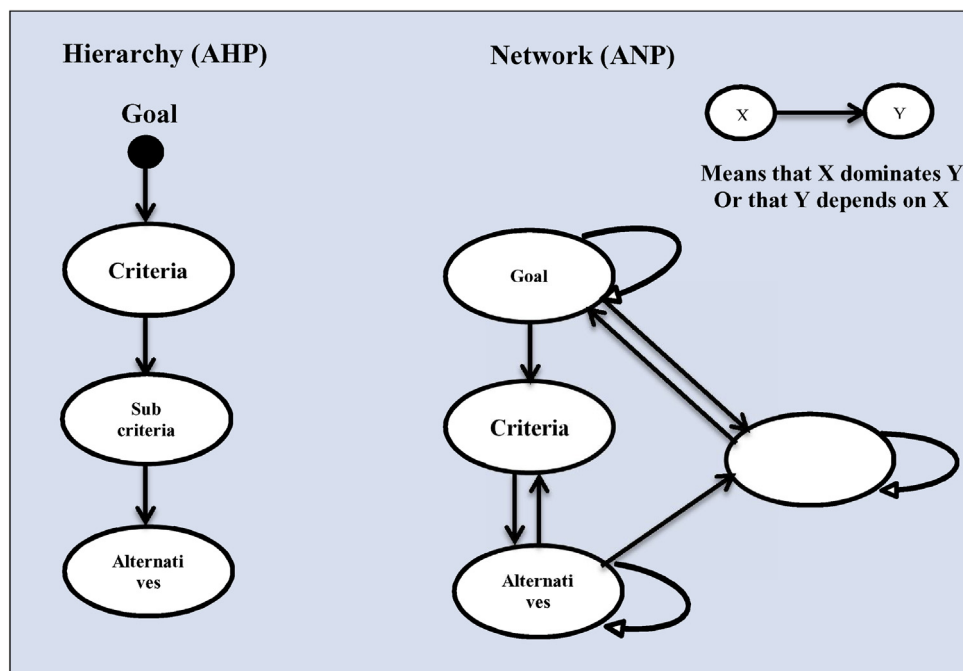 Hierarchy (AHP)
Goal
Criteria
Sub
criteria
Alternati
ves
Network (ANP)
X
Y
Means that X dominates Y
Or that Y depends on X
Goal
Criteria
Alternati
ves